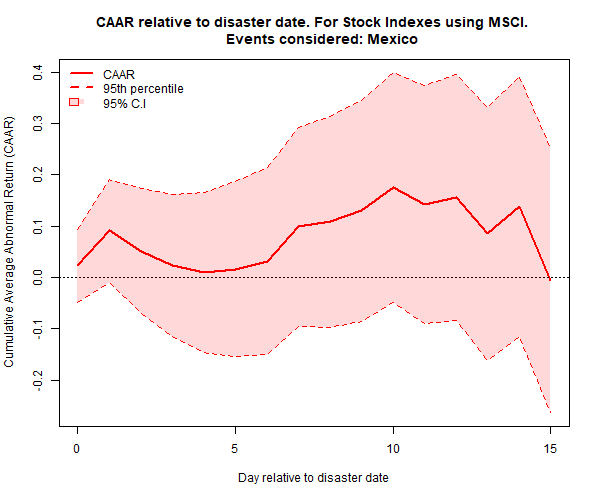 CAAR relative to disaster date. For Stock Indexes using MSCI.
Events considered: Mexico
CAAR
95th percentile
95% C.I
Cumulative Average Abnormal Return (CAAR)
0.4
0.3
0.2
0.1
0.0
-0.1
-0.2
0 5 10 15
Day relative to disaster date